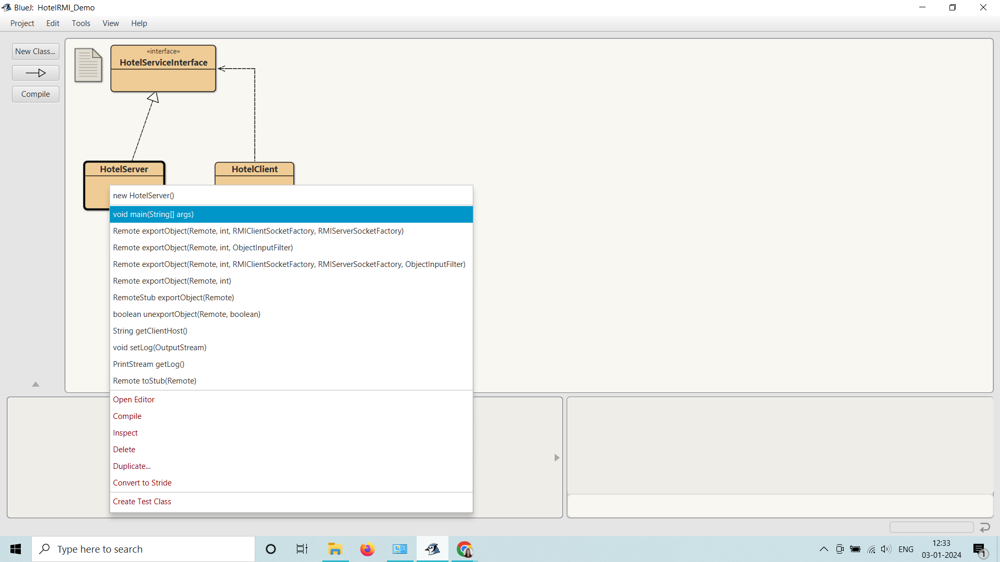 BlueJ: HotelRMI_Demo
Project Edit Tools View Help
New Class...
Compile
«interface»
HotelServiceInterface
HotelServer
HotelClient
new HotelServer()
void main(String[] args)
Remote exportObject(Remote, int, RMIClientSocketFactory, RMIServerSocketFactory)
Remote exportObject(Remote, int, ObjectInputFilter)
Remote exportObject(Remote, int, RMIClientSocketFactory, RMIServerSocketFactory, ObjectInputFilter)
Remote exportObject(Remote, int)
RemoteStub exportObject(Remote)
boolean unexportObject(Remote, boolean)
String getClientHost()
void setLog(OutputStream)
PrintStream getLog()
Remote toStub(Remote)
Open Editor
Compile
Inspect
Delete
Duplicate...
Convert to Stride
Create Test Class
Type here to search
ENG
12:33
03-01-2024
1